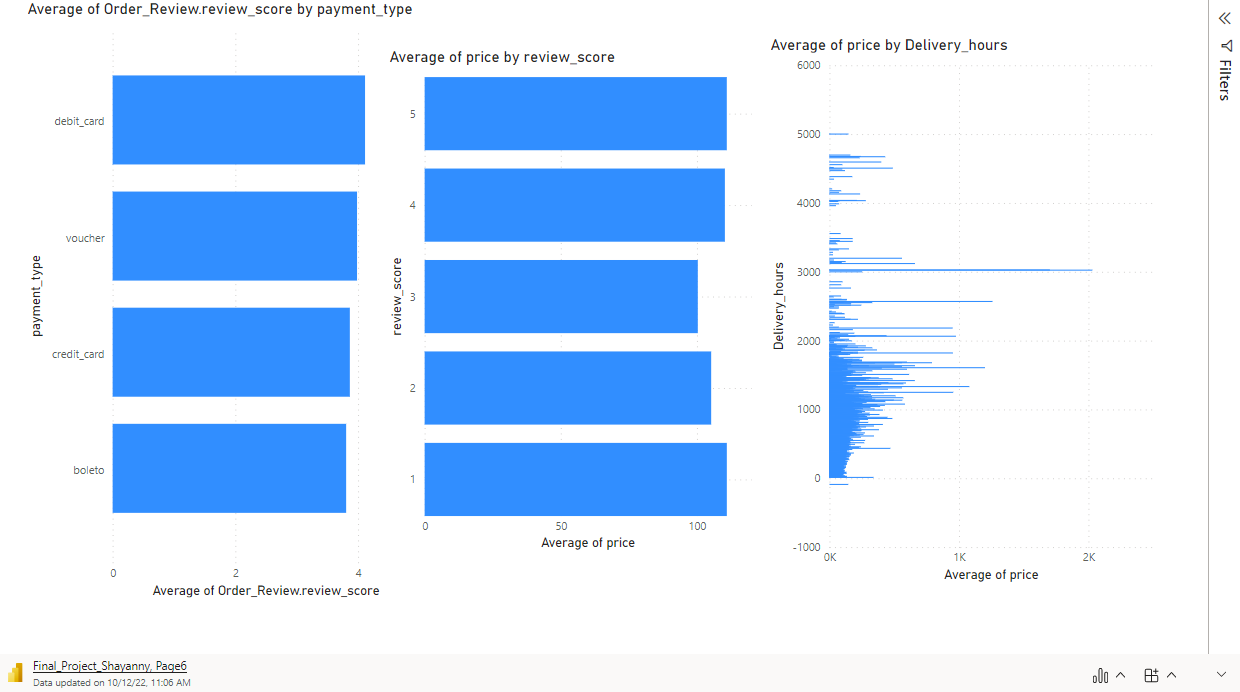 Average of Order_Review.review_score by payment_type
debit_card
voucher
credit_card
boleto
payment_type
0 2 4
Average of Order_Review.review_score
Average of price by review_score
5
4
3
2
1
review_score
0 50 100
Average of price
Average of price by Delivery_hours
6000
5000
4000
3000
2000
1000
0
-1000
Delivery_hours
0K 1K 2K
Average of price
Filters
Final_Project_Shayanny, Page6
Data updated on 10/12/22, 11:06 AM